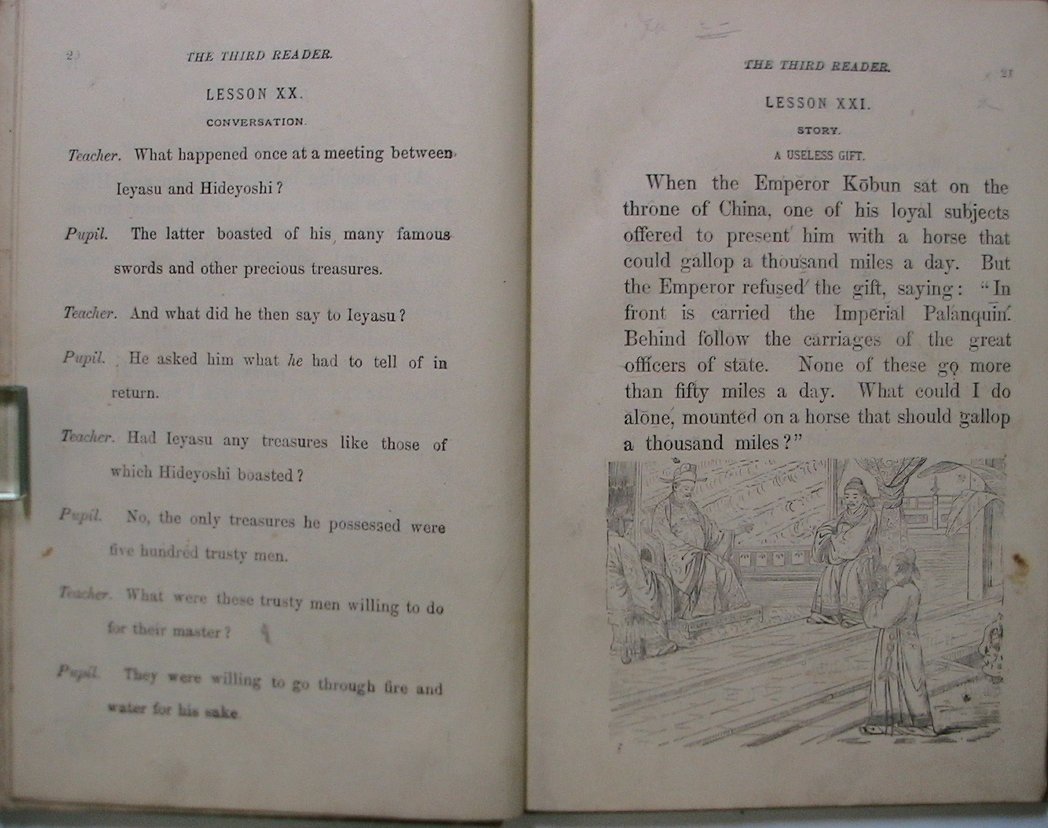 THE THIRD READER.
LESSON XX.
CONVERSATION.
Teacher. What happened once at a meeting between
Ieyasu and Hideyoshi?
Pupil. The latter boasted of his many famous
swords and other precious treasures.
Teacher. And what did he then say to Ieyasu?
Pupil. He asked him what he had to tell of in
return.
Teacher. Had Ieyasu any treasures like those of
which Hideyoshi boasted?
Pupil. No, the only treasures he possessed were
five hundred trusty men.
Teacher. What were these trusty men willing to do
for their master?
Pupil. They were willing to go through fire and
water for his sake
THE THIRD READER.
21
LESSON XXI.
STORY.
A USELESS GIFT.
When the Emperor Kōbun sat on the
throne of China, one of his loyal subjects
offered to present him with a horse that
could gallop a thousand miles a day. But
the Emperor refused the gift, saying: "In
front is carried the Imperial Palanquin.
Behind follow the carriages of the great
officers of state. None of these go more
than fifty miles a day. What could I do
alone, mounted on a horse that should gallop
a thousand miles?"